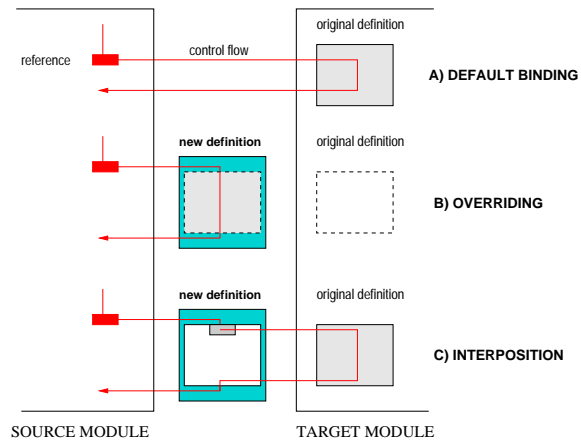 original definition
reference
control flow
A) DEFAULT BINDING
new definition
original definition
B) OVERRIDING
new definition
original definition
C) INTERPOSITION
SOURCE MODULE
TARGET MODULE